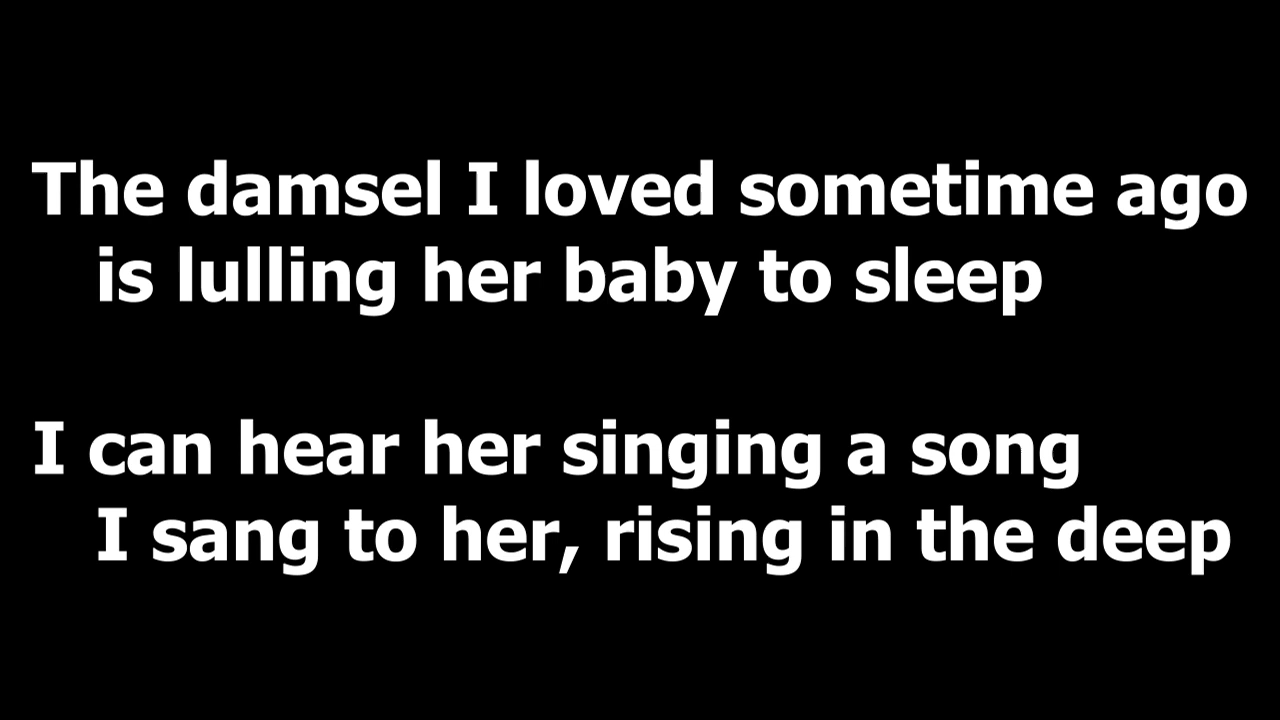 The damsel I loved sometime ago
is lulling her baby to sleep
I can hear her singing a song
I sang to her, rising in the deep